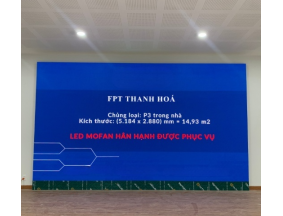 FPT THANH HOÁ
Chủng loại: P3 trong nhà
Kích thước: (5.184 x 2.880) mm = 14,93 m2
LED MOFAN HÂN HẠNH ĐƯỢC PHỤC VỤ